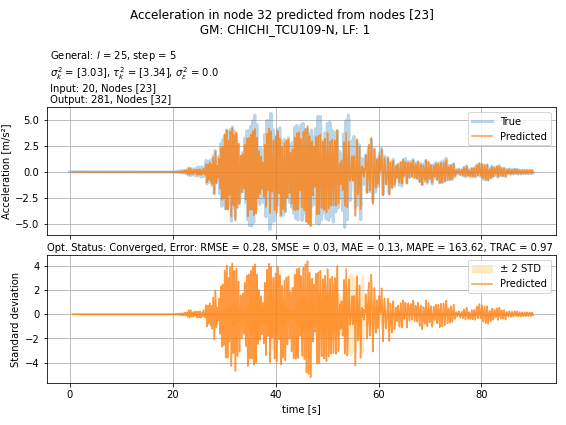 Acceleration in node 32 predicted from nodes [23]
GM: CHICHI_TCU109-N, LF: 1
General: l = 25, step = 5
σ²ₖ = [3.03], τ²ₖ = [3.34], σ²ε = 0.0
Input: 20, Nodes [23]
Output: 281, Nodes [32]
Acceleration [m/s²]
5.0
2.5
0.0
−2.5
−5.0
True
Predicted
Opt. Status: Converged, Error: RMSE = 0.28, SMSE = 0.03, MAE = 0.13, MAPE = 163.62, TRAC = 0.97
Standard deviation
4
2
0
−2
−4
± 2 STD
Predicted
0 20 40 60 80
time [s]